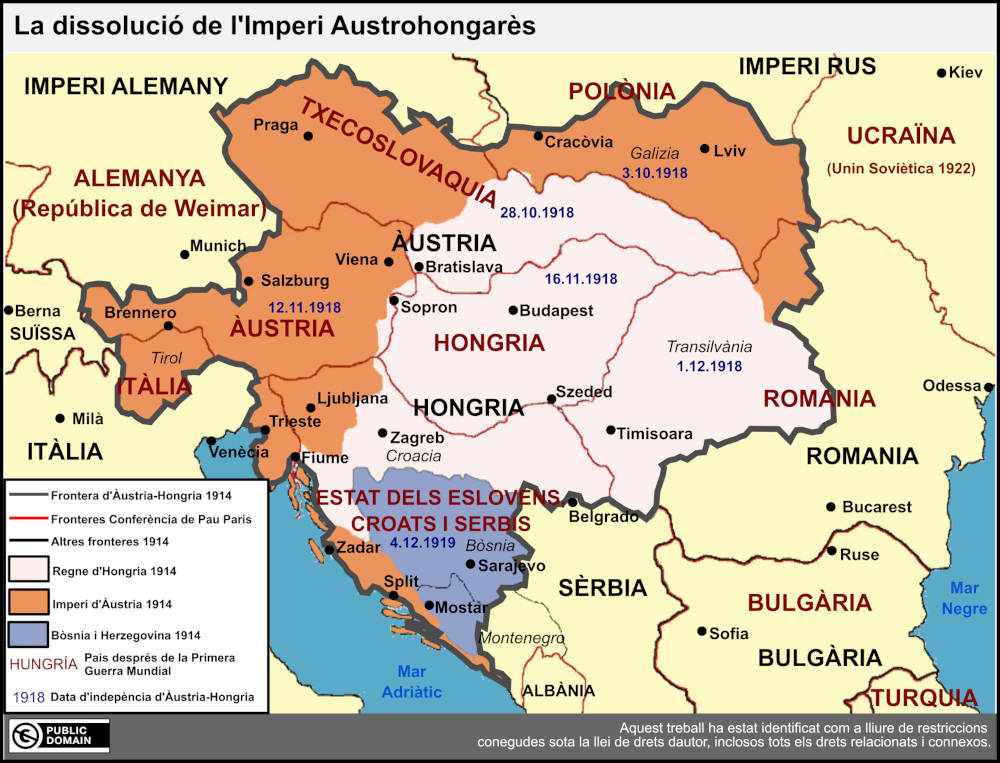 La dissolució de l'Imperi Austrohongarès
IMPERI ALEMANY
IMPERI RUS
Kiev
POLÒNIA
TXECOSLOVAQUIA
Praga
Cracòvia
Galizia
Lviv
3.10.1918
UCRAÏNA
(Unin Soviètica 1922)
ALEMANYA
(República de Weimar)
28.10.1918
Munich
Viena
ÀUSTRIA
Bratislava
Salzburg
16.11.1918
12.11.1918
Sopron
Budapest
Berna
SUÏSSA
Brennero
ÀUSTRIA
HONGRIA
Tirol
Transilvània
1.12.1918
ITÀLIA
Odessa
Ljubljana
Szeded
ROMANIA
HONGRIA
Milà
Trieste
Timisoara
ITÀLIA
Venècia
Zagreb
Croacia
Fiume
ROMANIA
ESTAT DELS ESLOVENS,
CROATS I SERBIS
4.12.1919
Belgrado
Bucarest
Zadar
Bòsnia
Sarajevo
Ruse
Split
SÈRBIA
Mar
Negre
Mostar
BULGÀRIA
Montenegro
Sofia
BULGÀRIA
Mar
Adriàtic
ALBÀNIA
TURQUIA
Frontera d'Àustria-Hongria 1914
Fronteres Conferència de Pau París
Altres fronteres 1914
Regne d'Hongria 1914
Imperi d'Àustria 1914
Bòsnia i Herzegovina 1914
HUNGRÍA Pais després de la Primera
Guerra Mundial
1918 Data d'indepència d'Àustria-Hongria
PUBLIC
DOMAIN
Aquest treball ha estat identificat com a lliure de restriccions
conegudes sota la llei de drets dautor, inclosos tots els drets relacionats i connexos.